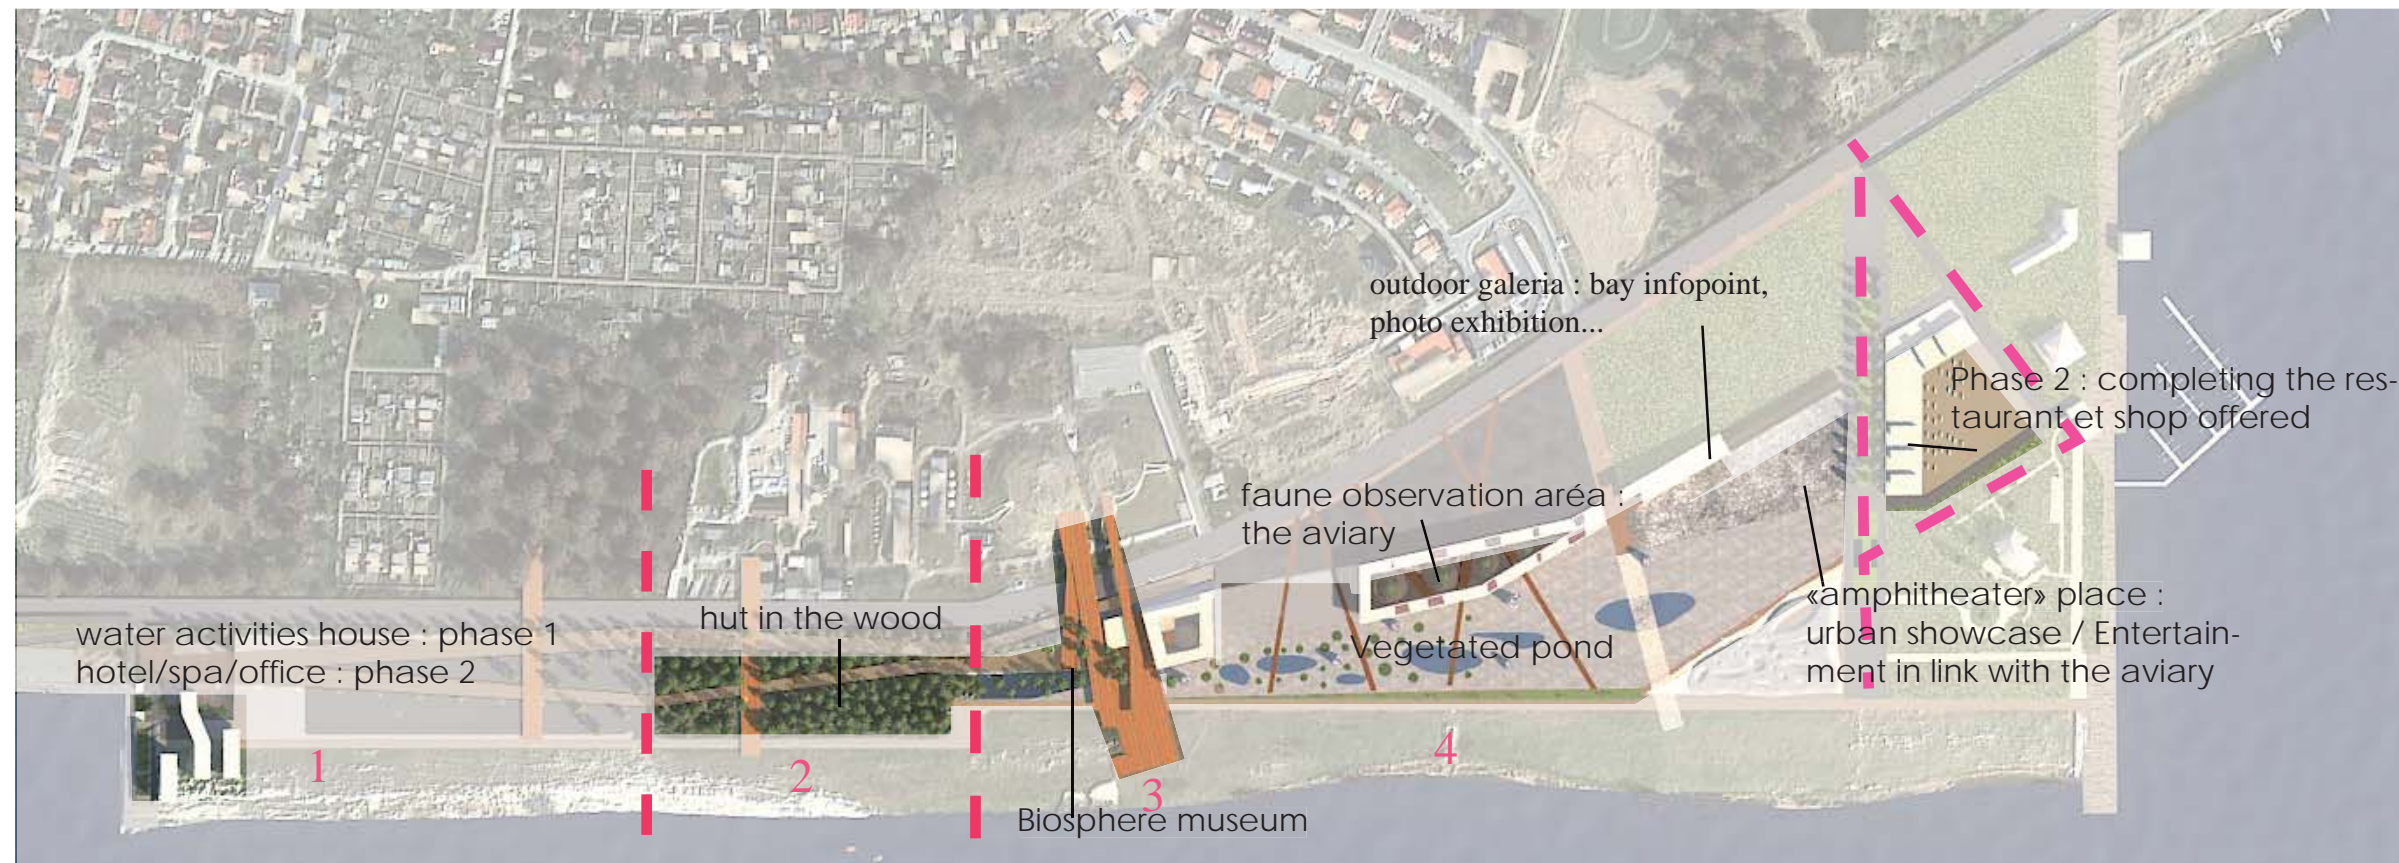 outdoor galeria : bay infopoint,
photo exhibition...
Phase 2 : completing the res-
taurant et shop offered
faune observation aréa :
the aviary
«amphitheater» place :
urban showcase / Entertain-
ment in link with the aviary
hut in the wood
water activities house : phase 1
hotel/spa/office : phase 2
Vegetated pond
1
2
3
4
Biosphere museum